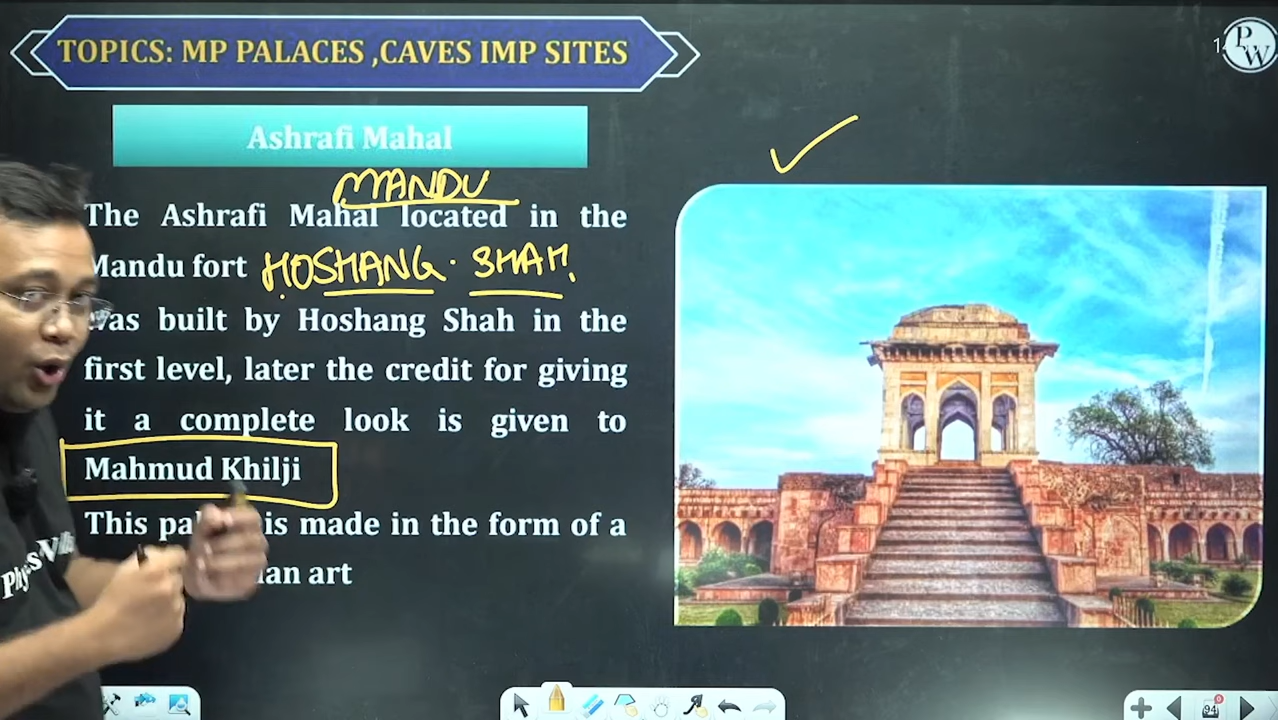 TOPICS: MP PALACES ,CAVES IMP SITES
PW
Ashrafi Mahal
MANDU
The Ashrafi Mahal located in the
Mandu fort HOSHANG. SHAH.
was built by Hoshang Shah in the
first level, later the credit for giving
it a complete look is given to
Mahmud Khilji
This is made in the form of a
art
94